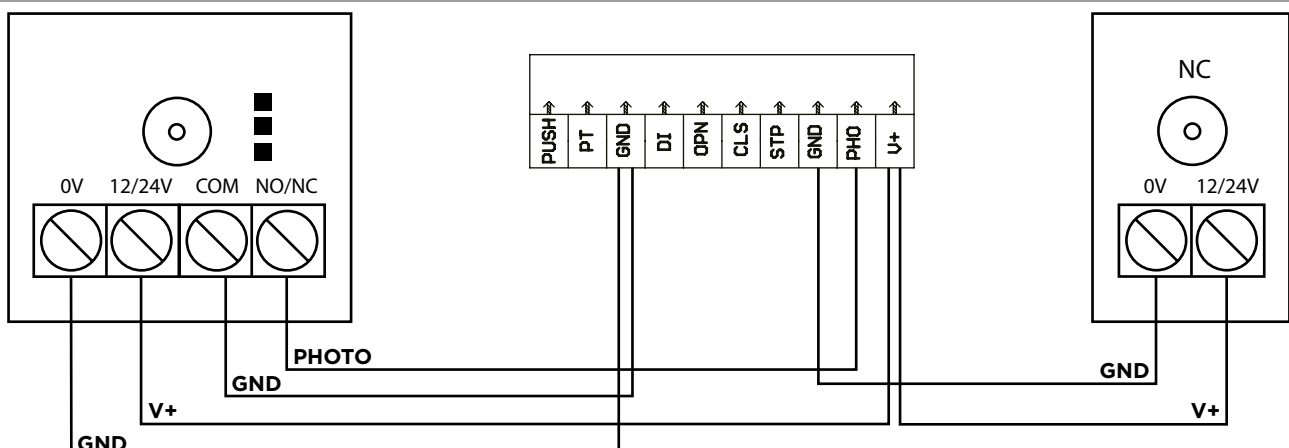 NC
0V 12/24V COM NO/NC
PUSH PT GND DI OPN CLS STP GND PHO V+
0V 12/24V
PHOTO
GND
GND
V+
V+
GND